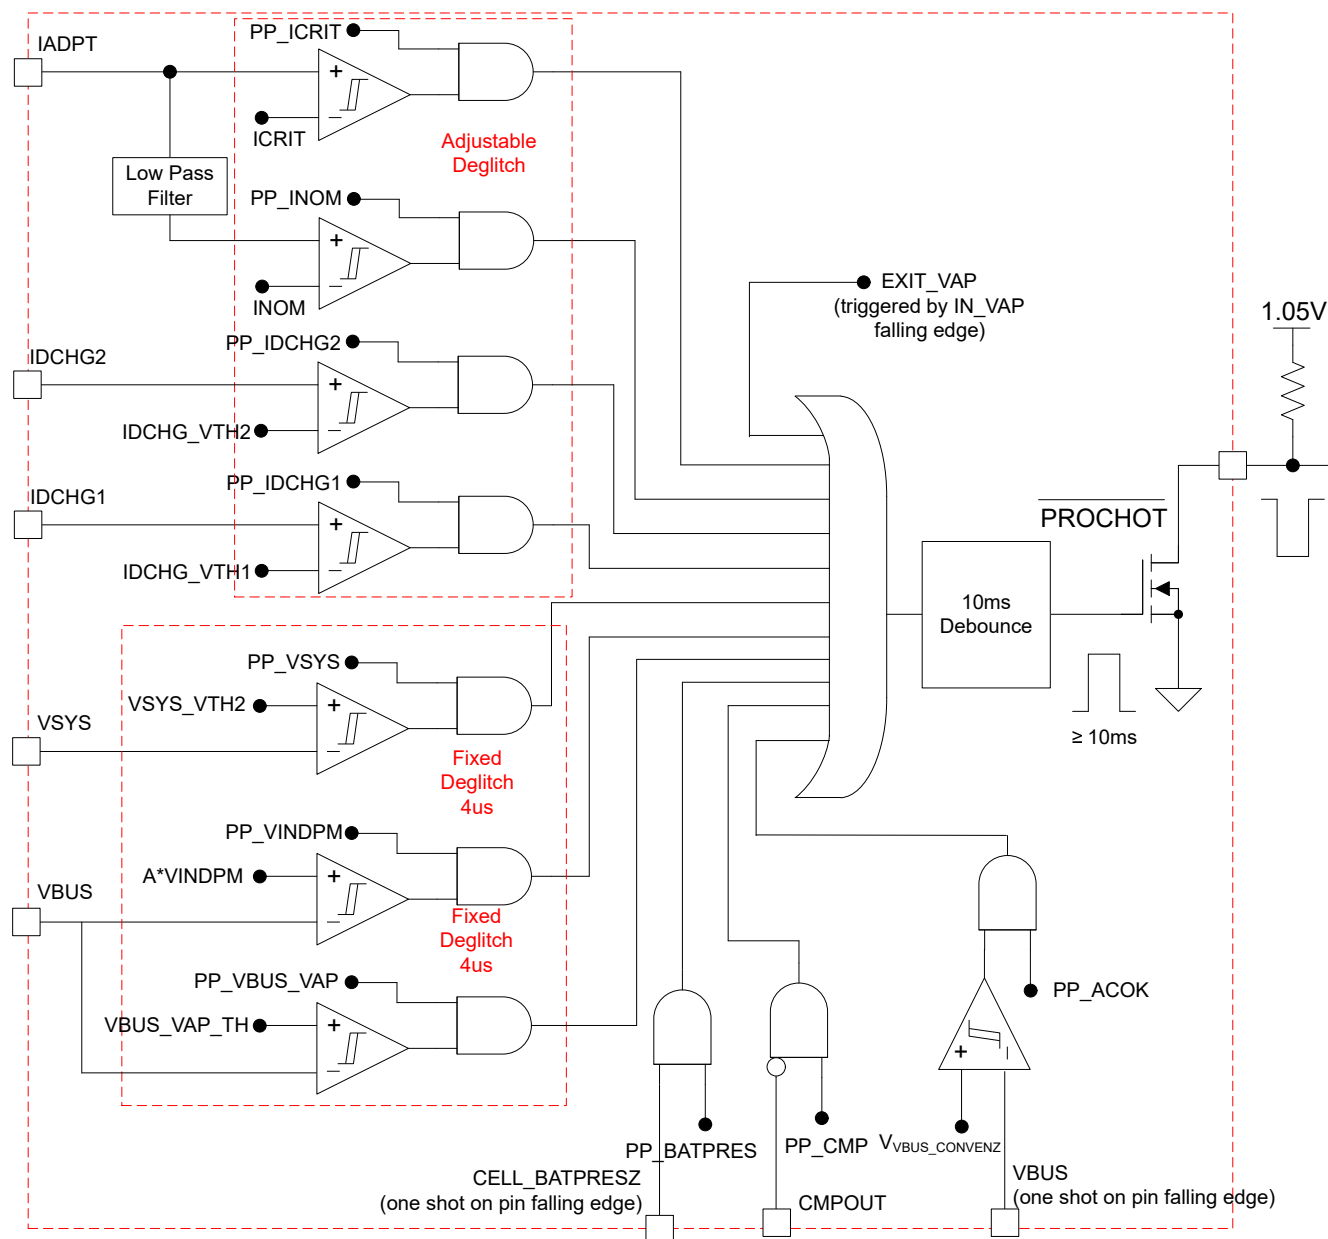 IADPT
PP_ICRIT
+
−
ICRIT
Adjustable
Deglitch
Low Pass
Filter
PP_INOM
+
−
INOM
EXIT_VAP
(triggered by IN_VAP
falling edge)
1.05V
IDCHG2
PP_IDCHG2
+
−
IDCHG_VTH2
IDCHG1
PP_IDCHG1
+
−
IDCHG_VTH1
PROCHOT
10ms
Debounce
≥ 10ms
PP_VSYS
VSYS_VTH2
+
−
VSYS
Fixed
Deglitch
4us
PP_VINDPM
A*VINDPM
+
−
VBUS
Fixed
Deglitch
4us
PP_VBUS_VAP
VBUS_VAP_TH
+
−
PP_ACOK
+
−
PP_BATPRES
PP_CMP
VVBUS_CONVENZ
CELL_BATPRESZ
(one shot on pin falling edge)
CMPOUT
VBUS
(one shot on pin falling edge)